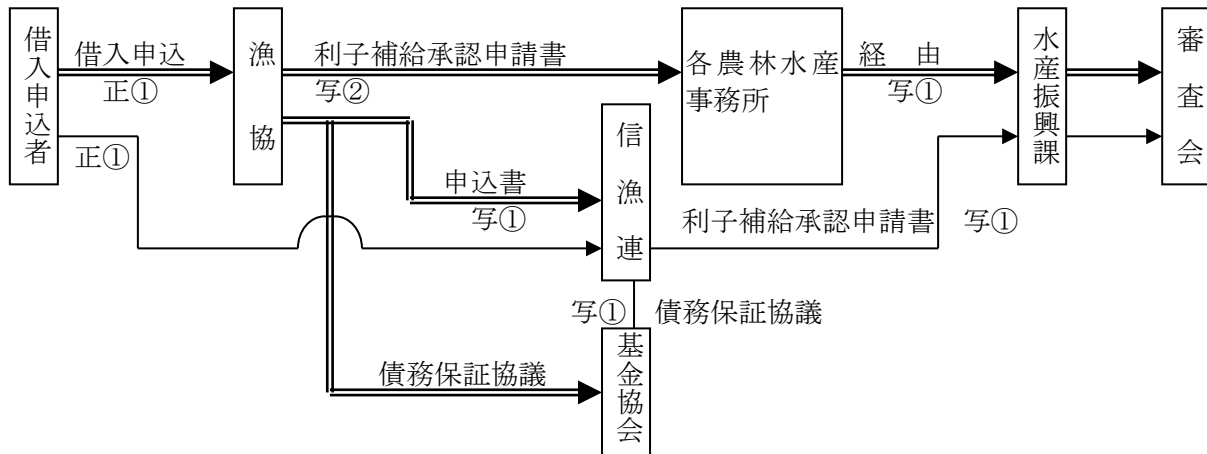 借入申込者
借入申込
正①
正①
漁協
利子補給承認申請書
写②
申込書
写①
信漁連
各農林水産
事務所
経　由
写①
水産振興課
審査会
利子補給承認申請書　写①
写①
債務保証協議
債務保証協議
基金協会